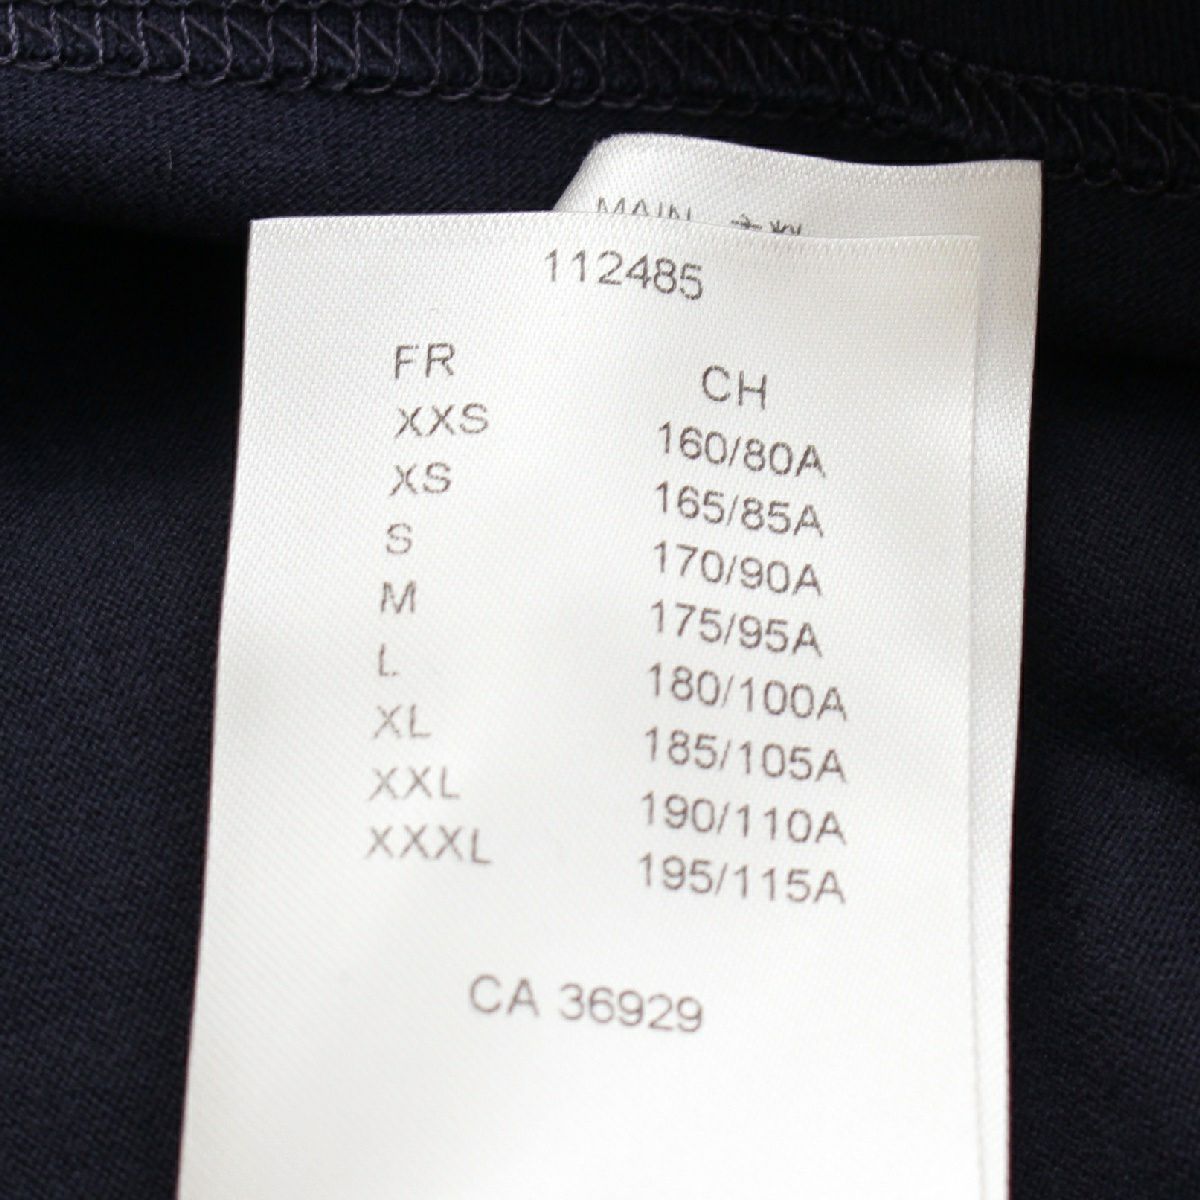 MAIN
112485
FR CH
XXS 160/80A
XS 165/85A
S 170/90A
M 175/95A
L 180/100A
XL 185/105A
XXL 190/110A
XXXL 195/115A
CA 36929